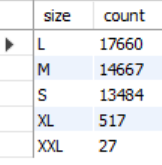 size count
L 17660
M 14667
S 13484
XL 517
XXL 27